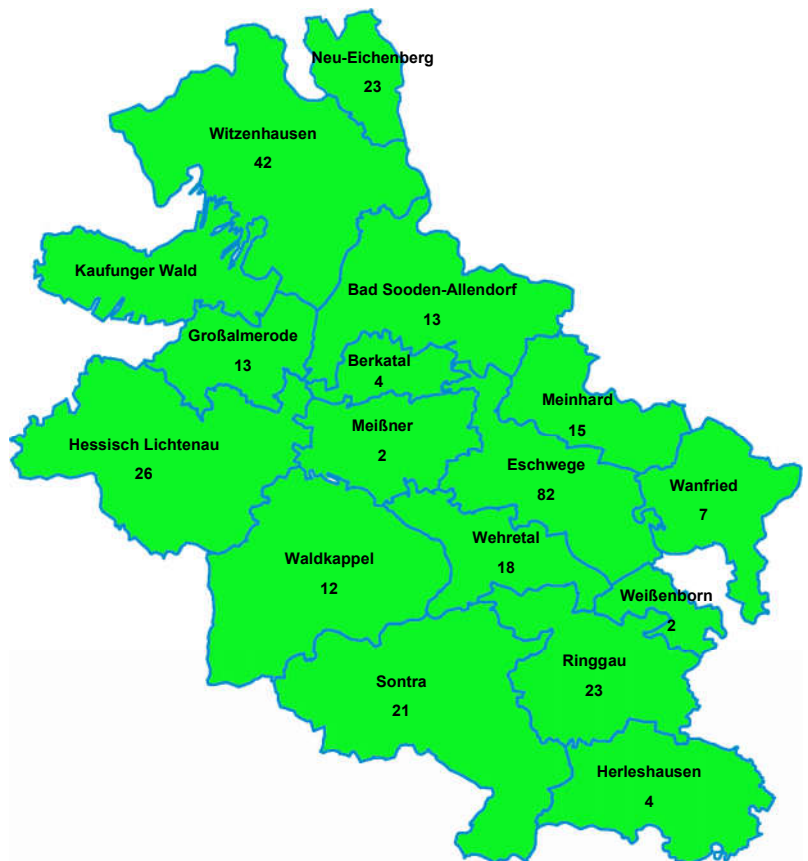 Neu-Eichenberg
23
Witzenhausen
42
Kaufunger Wald
Bad Sooden-Allendorf
13
Großalmerode
13
Berkatal
4
Meinhard
15
Meißner
2
Hessisch Lichtenau
26
Eschwege
82
Wanfried
7
Wehretal
18
Waldkappel
12
Weißenborn
2
Ringgau
23
Sontra
21
Herleshausen
4